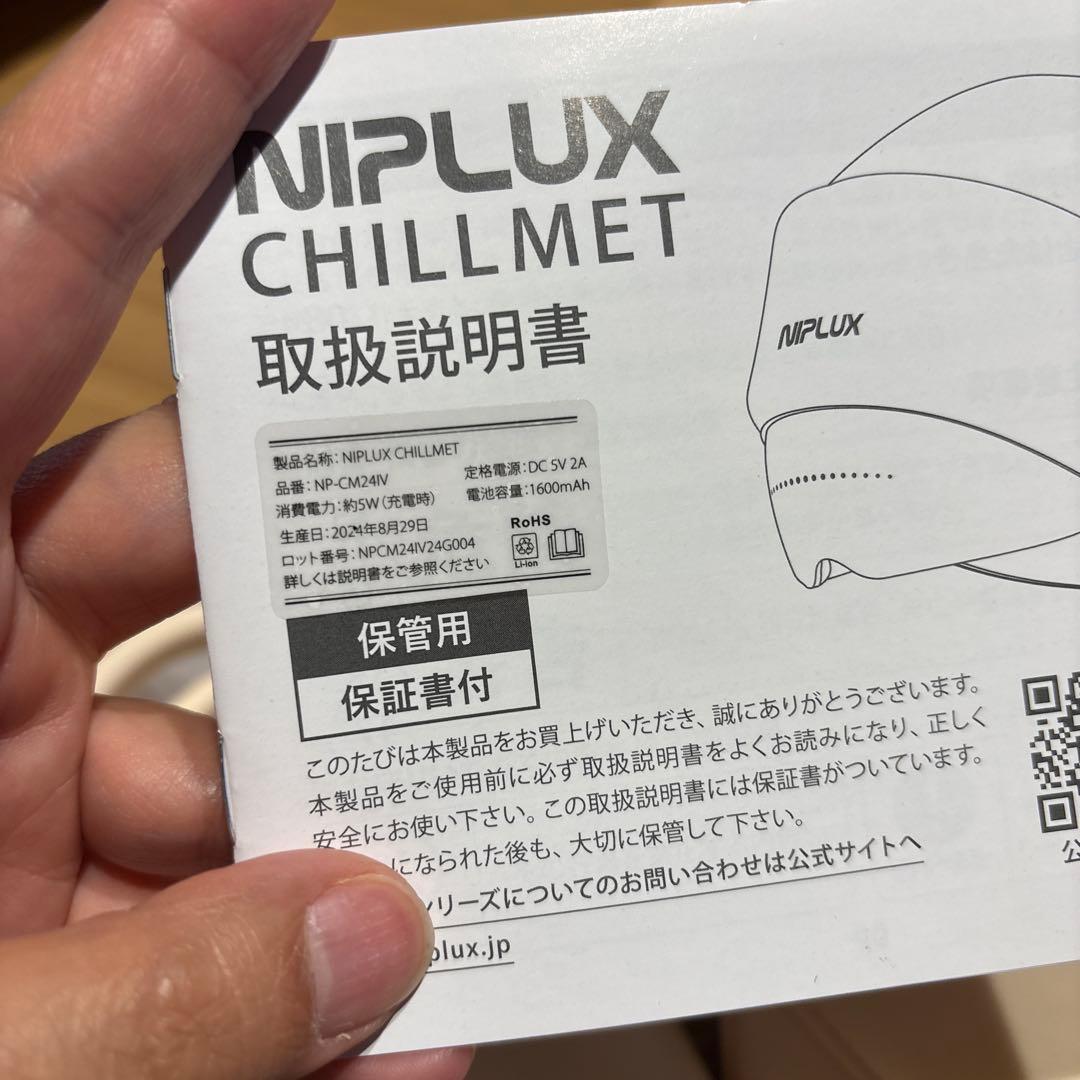 NIPLUX
CHILLMET
取扱説明書
NIPLUX
製品名称：NIPLUX CHILLMET
品番：NP-CM24IV
定格電源：DC 5V 2A
消費電力：約5W（充電時）
電池容量：1600mAh
生産日：2024年8月29日
ロット番号：NPCM24IV24G004
詳しくは説明書をご参照ください
RoHS
Li-ion
保管用
保証書付
このたびは本製品をお買上げいただき、誠にありがとうございます。
本製品をご使用前に必ず取扱説明書をよくお読みになり、正しく
安全にお使い下さい。この取扱説明書には保証書がついています。
になられた後も、大切に保管して下さい。
リーズについてのお問い合わせは公式サイトへ
plux.jp
公